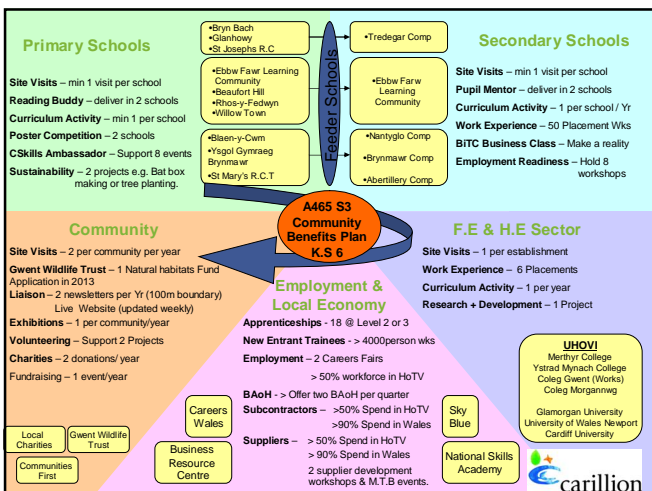 Primary Schools
Site Visits – min 1 visit per school
Reading Buddy – deliver in 2 schools
Curriculum Activity – min 1 per school
Poster Competition – 2 schools
CSkills Ambassador – Support 8 events
Sustainability – 2 projects e.g. Bat box
making or tree planting.
•Bryn Bach
•Glanhowy
•St Josephs R.C
•Ebbw Fawr Learning
Community
•Beaufort Hill
•Rhos-y-Fedwyn
•Willow Town
•Blaen-y-Cwm
•Ysgol Gymraeg
Brynmawr
•St Mary's R.C.T
Feeder Schools
•Tredegar Comp
•Ebbw Farw
Learning
Community
•Nantyglo Comp
•Brynmawr Comp
•Abertillery Comp
Secondary Schools
Site Visits – min 1 visit per school
Pupil Mentor – deliver in 2 schools
Curriculum Activity – 1 per school / Yr
Work Experience – 50 Placement Wks
BiTC Business Class – Make a reality
Employment Readiness – Hold 8
workshops
A465 S3
Community
Benefits Plan
K.S 6
Community
Site Visits – 2 per community per year
Gwent Wildlife Trust – 1 Natural habitats Fund
Application in 2013
Liaison – 2 newsletters per Yr (100m boundary)
Live Website (updated weekly)
Exhibitions – 1 per community/year
Volunteering – Support 2 Projects
Charities – 2 donations/ year
Fundraising – 1 event/year
Local
Charities
Gwent Wildlife
Trust
Communities
First
Employment &
Local Economy
Apprenticeships - 18 @ Level 2 or 3
New Entrant Trainees - > 4000person wks
Employment – 2 Careers Fairs
> 50% workforce in HoTV
BAoH – > Offer two BAoH per quarter
Subcontractors – >50% Spend in HoTV
>90% Spend in Wales
Suppliers – > 50% Spend in HoTV
> 90% Spend in Wales
2 supplier development
workshops & M.T.B events.
Careers
Wales
Business
Resource
Centre
Sky
Blue
National Skills
Academy
F.E & H.E Sector
Site Visits – 1 per establishment
Work Experience – 6 Placements
Curriculum Activity – 1 per year
Research + Development – 1 Project
UHOVI
Merthyr College
Ystrad Mynach College
Coleg Gwent (Works)
Coleg Morgannwg
Glamorgan University
University of Wales Newport
Cardiff University
carillion